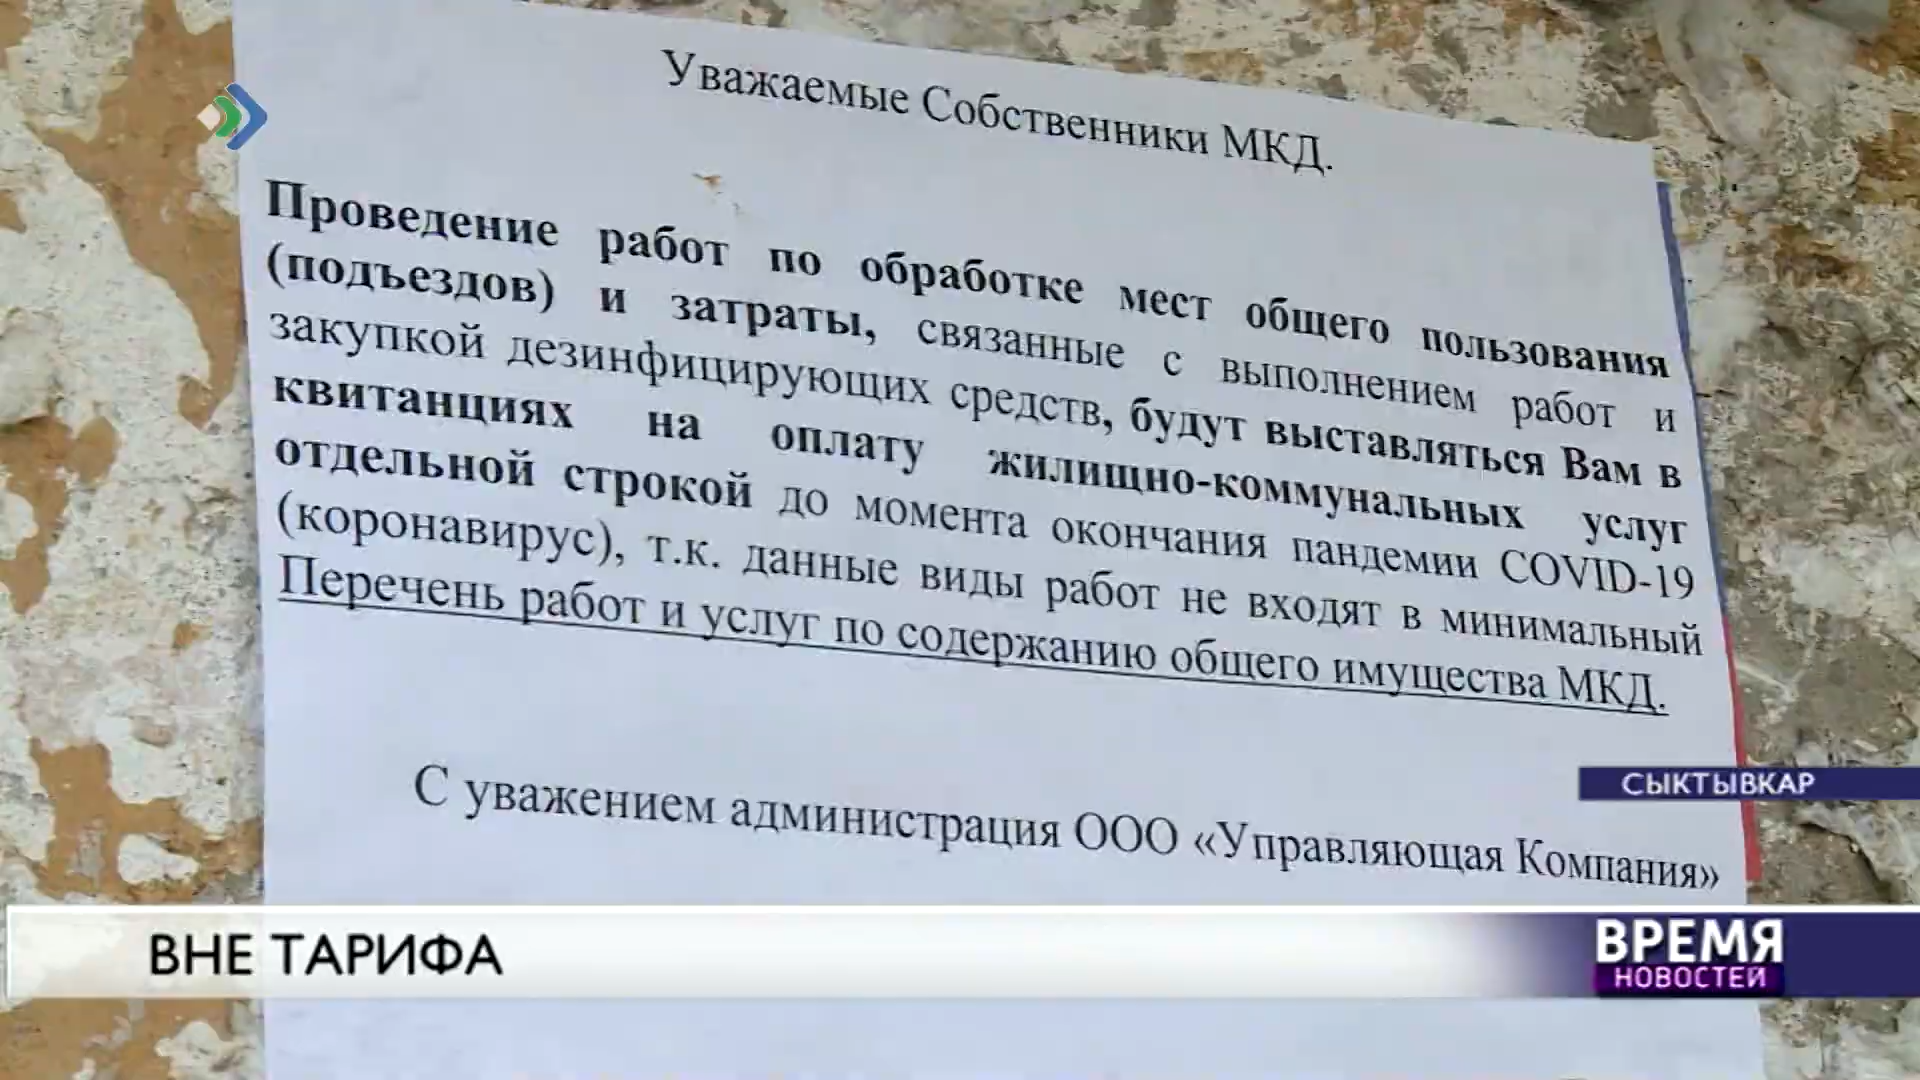 Уважаемые Собственники МКД.
Проведение работ по обработке мест общего пользования
(подъездов) и затраты, связанные с выполнением работ и
закупкой дезинфицирующих средств, будут выставляться Вам в
квитанциях на оплату жилищно-коммунальных услуг
отдельной строкой до момента окончания пандемии COVID-19
(коронавирус), т.к. данные виды работ не входят в минимальный
Перечень работ и услуг по содержанию общего имущества МКД.
С уважением администрация ООО «Управляющая Компания»
СЫКТЫВКАР
ВНЕ ТАРИФА
ВРЕМЯ
НОВОСТЕЙ